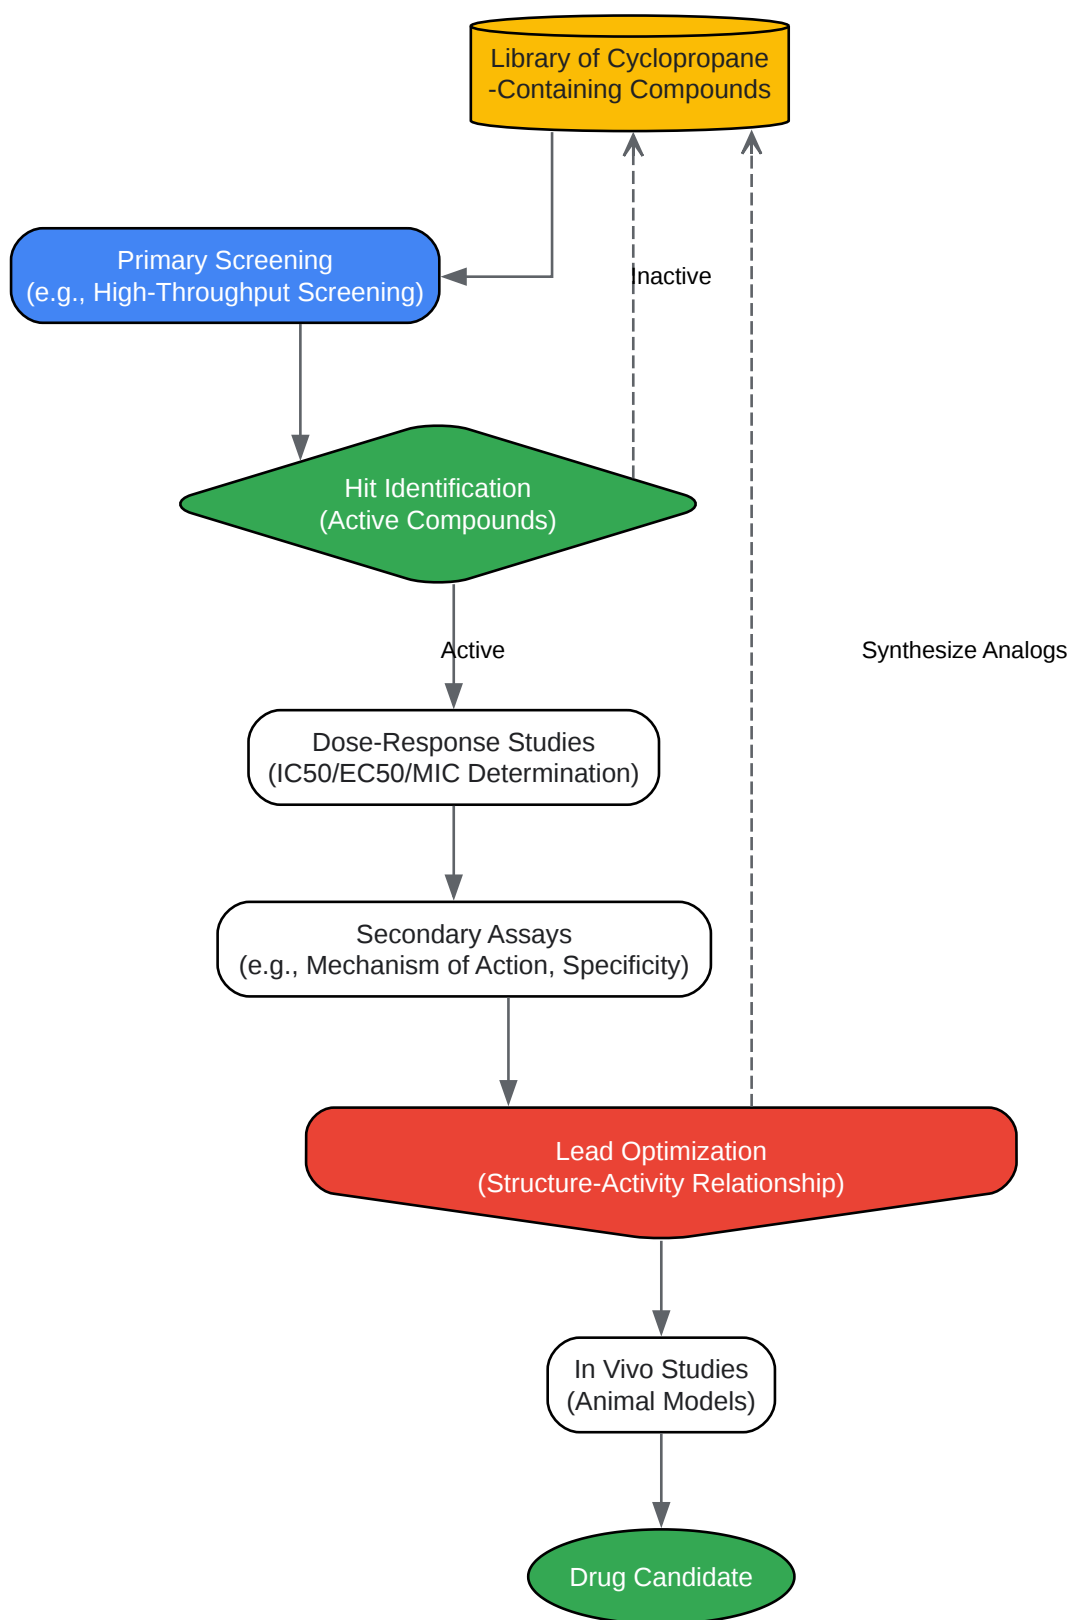 Library of Cyclopropane
-Containing Compounds
Primary Screening
(e.g., High-Throughput Screening)
Inactive
Hit Identification
(Active Compounds)
Active
Synthesize Analogs
Dose-Response Studies
(IC50/EC50/MIC Determination)
Secondary Assays
(e.g., Mechanism of Action, Specificity)
Lead Optimization
(Structure-Activity Relationship)
In Vivo Studies
(Animal Models)
Drug Candidate